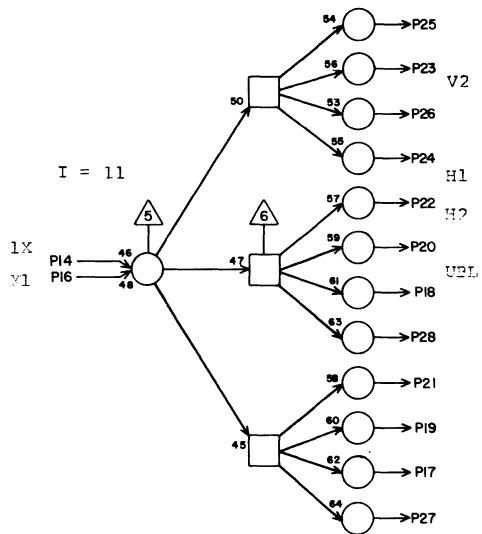 54 P25
56 P23
V2
50 53 P26
55 P24
H1
I = 11
57 P22
H2
5 6
59 P20
1X P14 46 47
UBL
Y1 P16 48
61 P18
63 P28
58 P21
60 P19
45 62 P17
64 P27